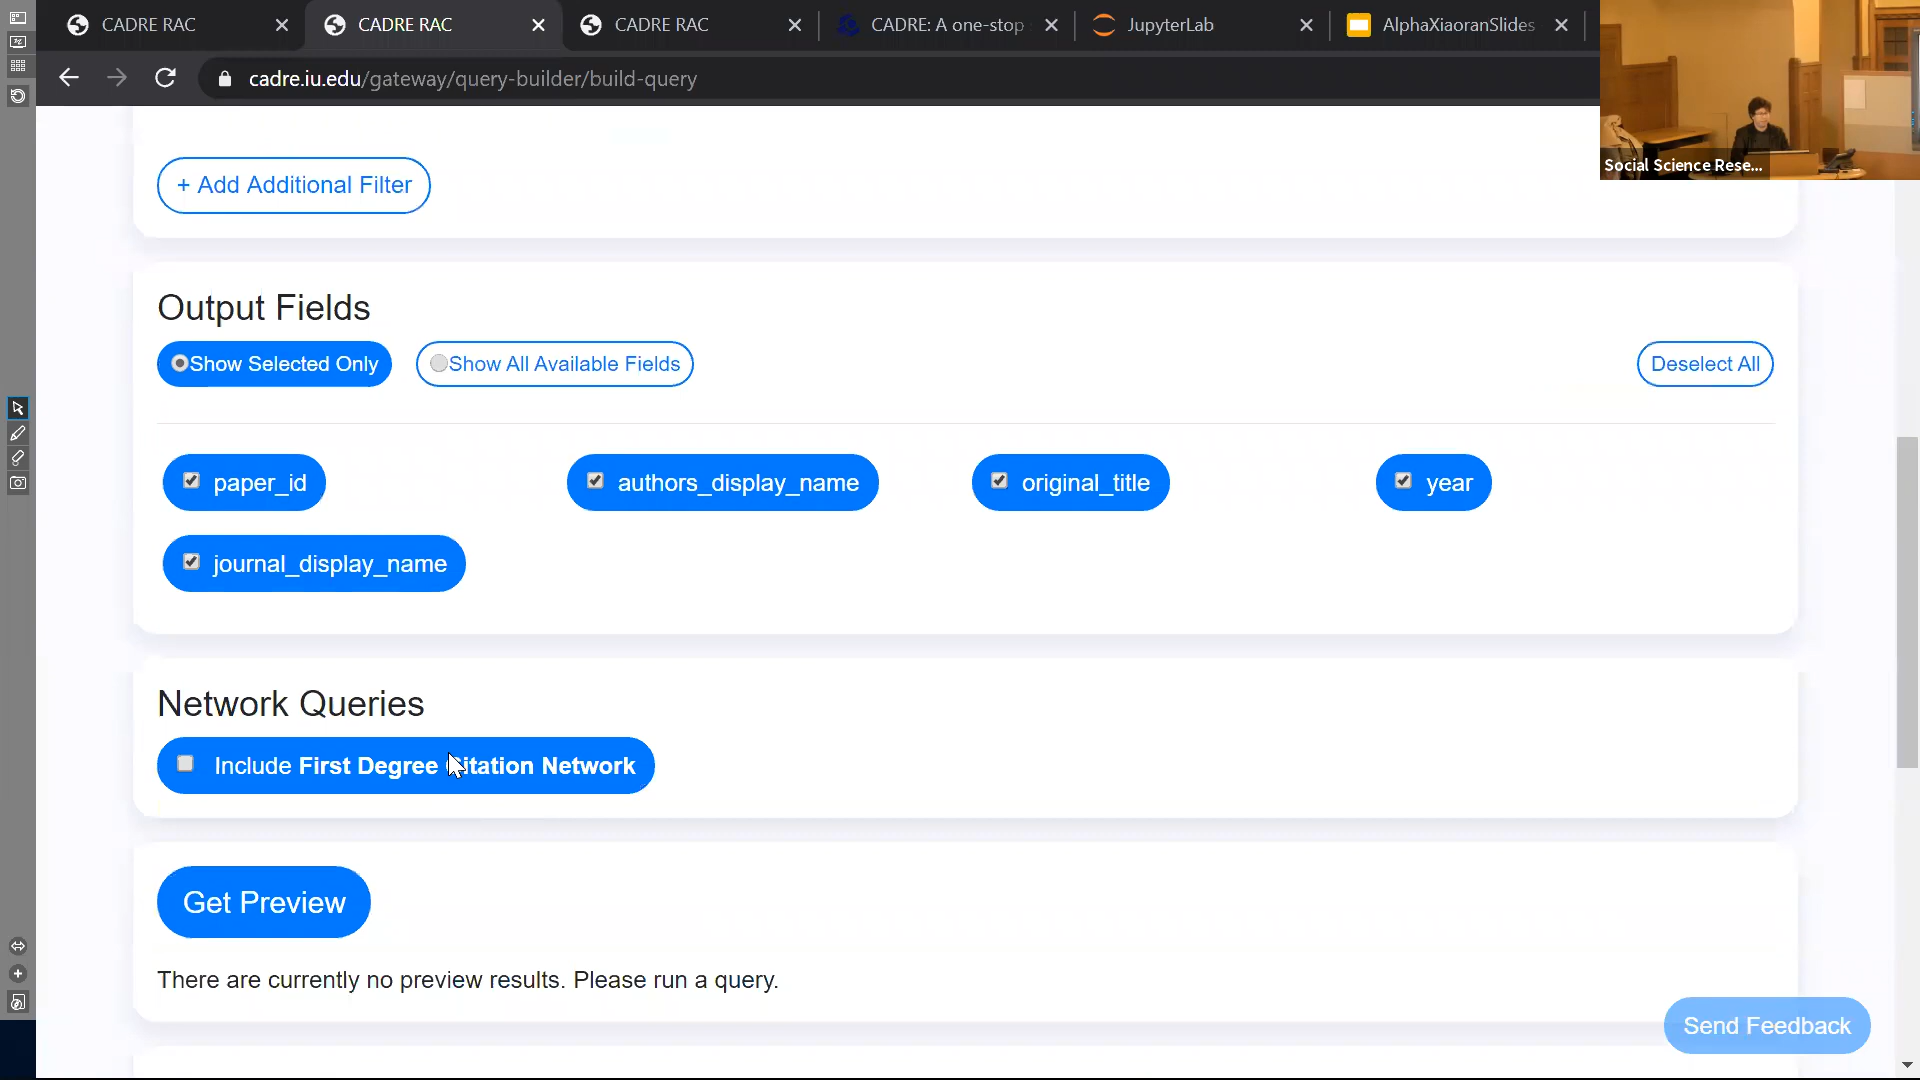 CADRE RAC
CADRE RAC
CADRE RAC
CADRE: A one-stop
JupyterLab
AlphaXiaoranSlides
cadre.iu.edu/gateway/query-builder/build-query
Social Science Rese...
+ Add Additional Filter
Output Fields
Show Selected Only
Show All Available Fields
Deselect All
paper_id
authors_display_name
original_title
year
journal_display_name
Network Queries
Include First Degree Citation Network
Get Preview
There are currently no preview results. Please run a query.
Send Feedback